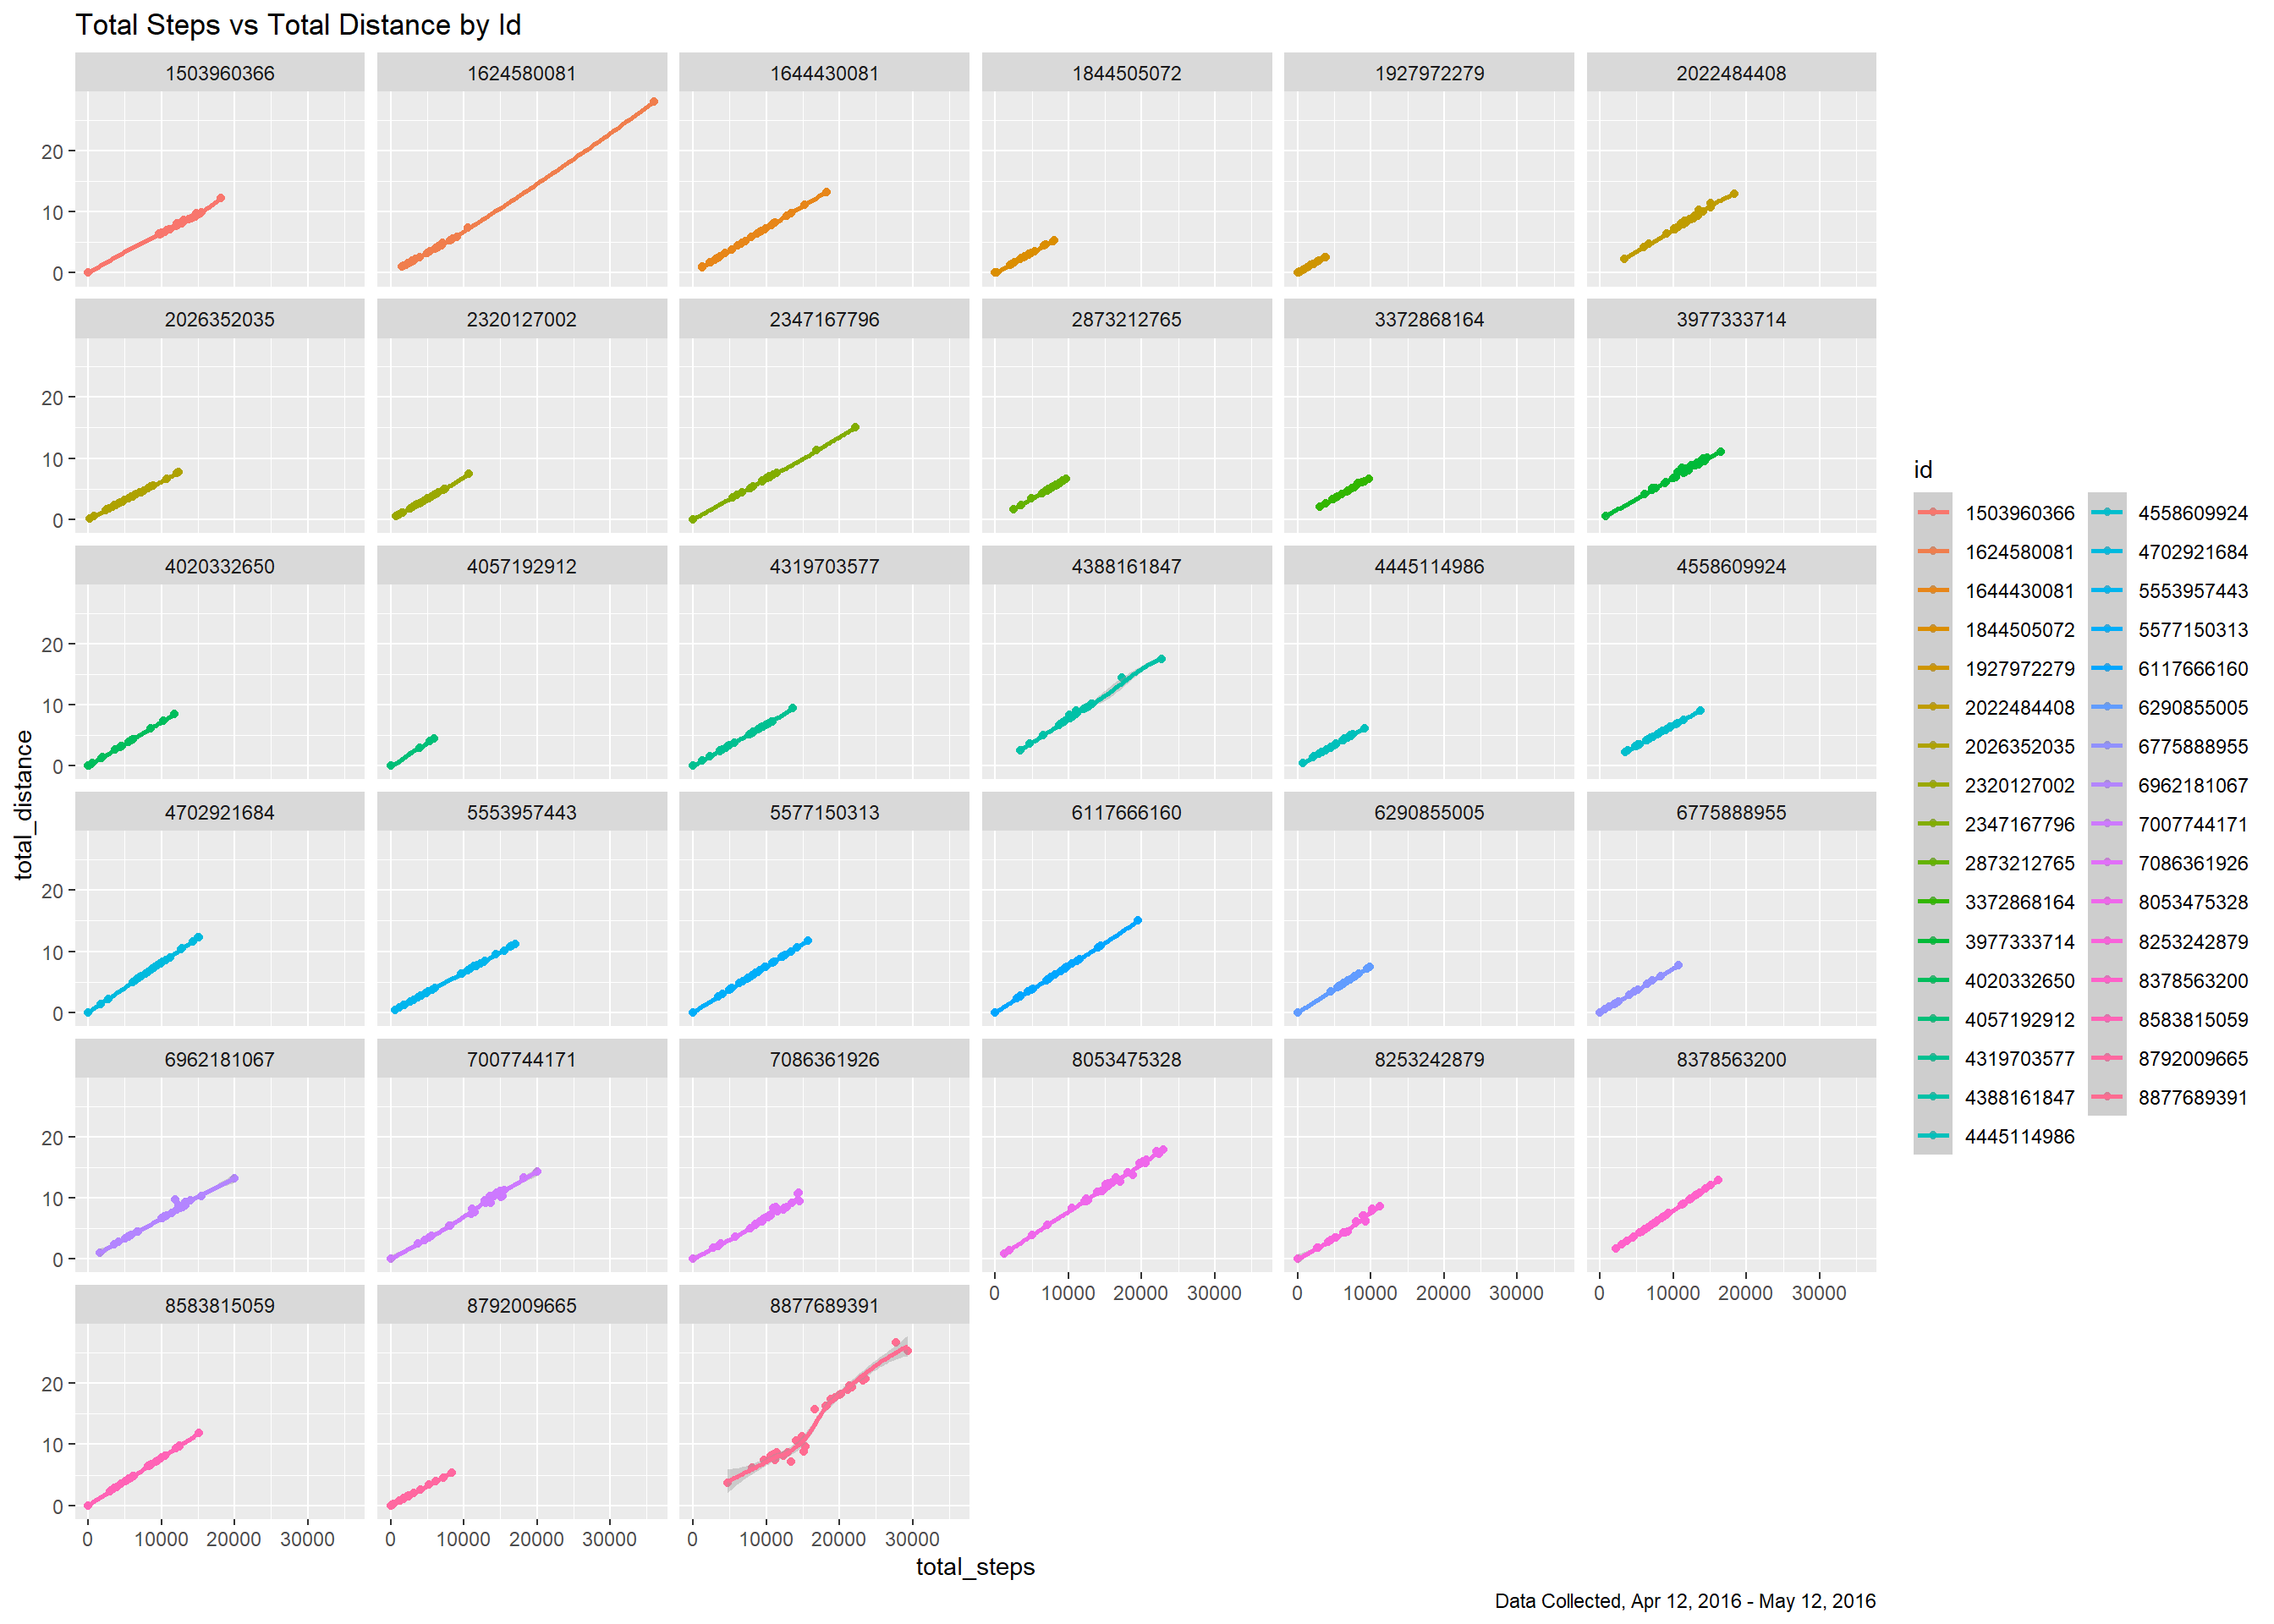 Total Steps vs Total Distance by Id
1503960366 1624580081 1644430081 1844505072 1927972279 2022484408
20
10
0
2026352035 2320127002 2347167796 2873212765 3372868164 3977333714
20
10
0
4020332650 4057192912 4319703577 4388161847 4445114986 4558609924
20
10
0
4702921684 5553957443 5577150313 6117666160 6290855005 6775888955
20
10
0
6962181067 7007744171 7086361926 8053475328 8253242879 8378563200
20
10
0
0 10000 20000 30000 0 10000 20000 30000 0 10000 20000 30000
8583815059 8792009665 8877689391
20
10
0
0 10000 20000 30000 0 10000 20000 30000 0 10000 20000 30000
total_distance
total_steps
id
1503960366 4558609924
1624580081 4702921684
1644430081 5553957443
1844505072 5577150313
1927972279 6117666160
2022484408 6290855005
2026352035 6775888955
2320127002 6962181067
2347167796 7007744171
2873212765 7086361926
3372868164 8053475328
3977333714 8253242879
4020332650 8378563200
4057192912 8583815059
4319703577 8792009665
4388161847 8877689391
4445114986
Data Collected, Apr 12, 2016 - May 12, 2016